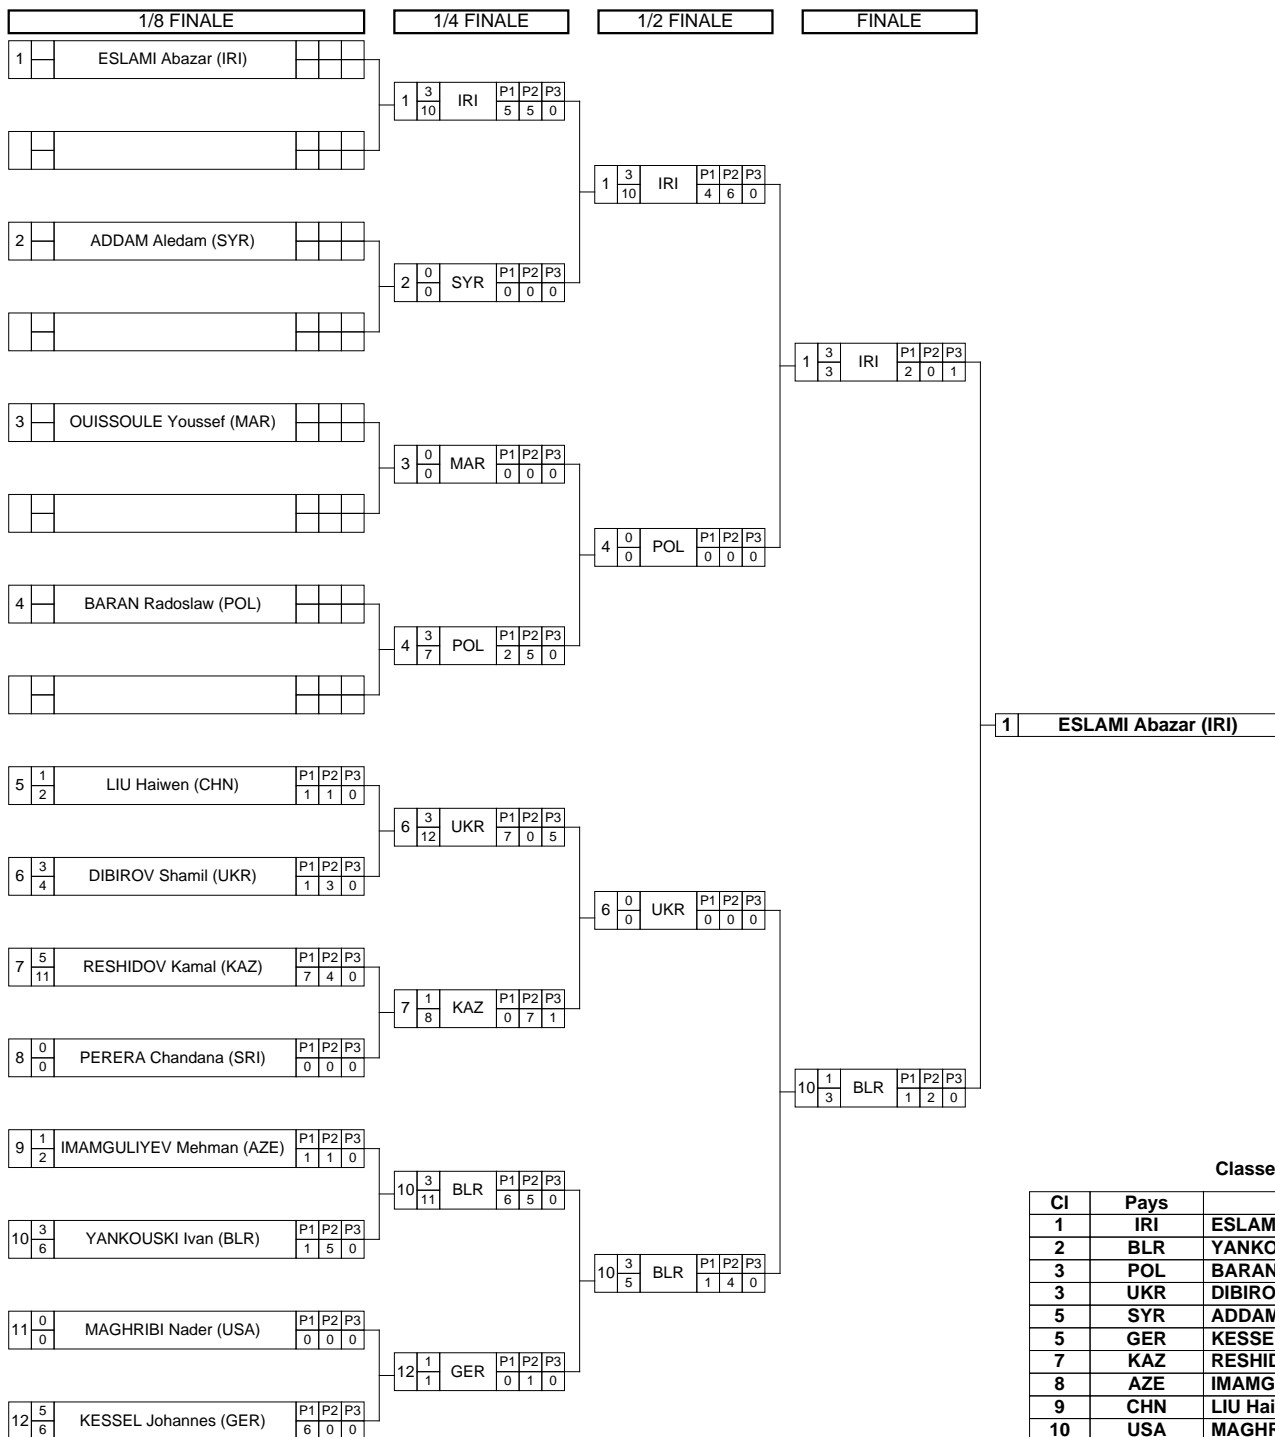 1/8 FINALE 1/4 FINALE 1/2 FINALE FINALE
1 ESLAMI Abazar (IRI)
1 3 10 IRI P1 P2 P3 5 5 0
1 3 10 IRI P1 P2 P3 4 6 0
2 ADDAM Aledam (SYR)
2 0 0 SYR P1 P2 P3 0 0 0
1 3 3 IRI P1 P2 P3 2 0 1
3 OUISSOULE Youssef (MAR)
3 0 0 MAR P1 P2 P3 0 0 0
4 0 0 POL P1 P2 P3 0 0 0
4 BARAN Radoslaw (POL)
4 3 7 POL P1 P2 P3 2 5 0
1 ESLAMI Abazar (IRI)
5 1 2 LIU Haiwen (CHN) P1 P2 P3 1 1 0
6 3 12 UKR P1 P2 P3 7 0 5
6 3 4 DIBIROV Shamil (UKR) P1 P2 P3 1 3 0
6 0 0 UKR P1 P2 P3 0 0 0
7 5 11 RESHIDOV Kamal (KAZ) P1 P2 P3 7 4 0
7 1 8 KAZ P1 P2 P3 0 7 1
8 0 0 PERERA Chandana (SRI) P1 P2 P3 0 0 0
10 1 3 BLR P1 P2 P3 1 2 0
9 1 2 IMAMGULIYEV Mehman (AZE) P1 P2 P3 1 1 0
10 3 11 BLR P1 P2 P3 6 5 0
10 3 6 YANKOUSKI Ivan (BLR) P1 P2 P3 1 5 0
10 3 5 BLR P1 P2 P3 1 4 0
11 0 0 MAGHRIBI Nader (USA) P1 P2 P3 0 0 0
12 1 1 GER P1 P2 P3 0 1 0
12 5 6 KESSEL Johannes (GER) P1 P2 P3 6 0 0
Classe
Cl Pays
1 IRI ESLAM
2 BLR YANKO
3 POL BARAN
3 UKR DIBIRO
5 SYR ADDAM
5 GER KESSE
7 KAZ RESHID
8 AZE IMAMG
9 CHN LIU Hai
10 USA MAGHR